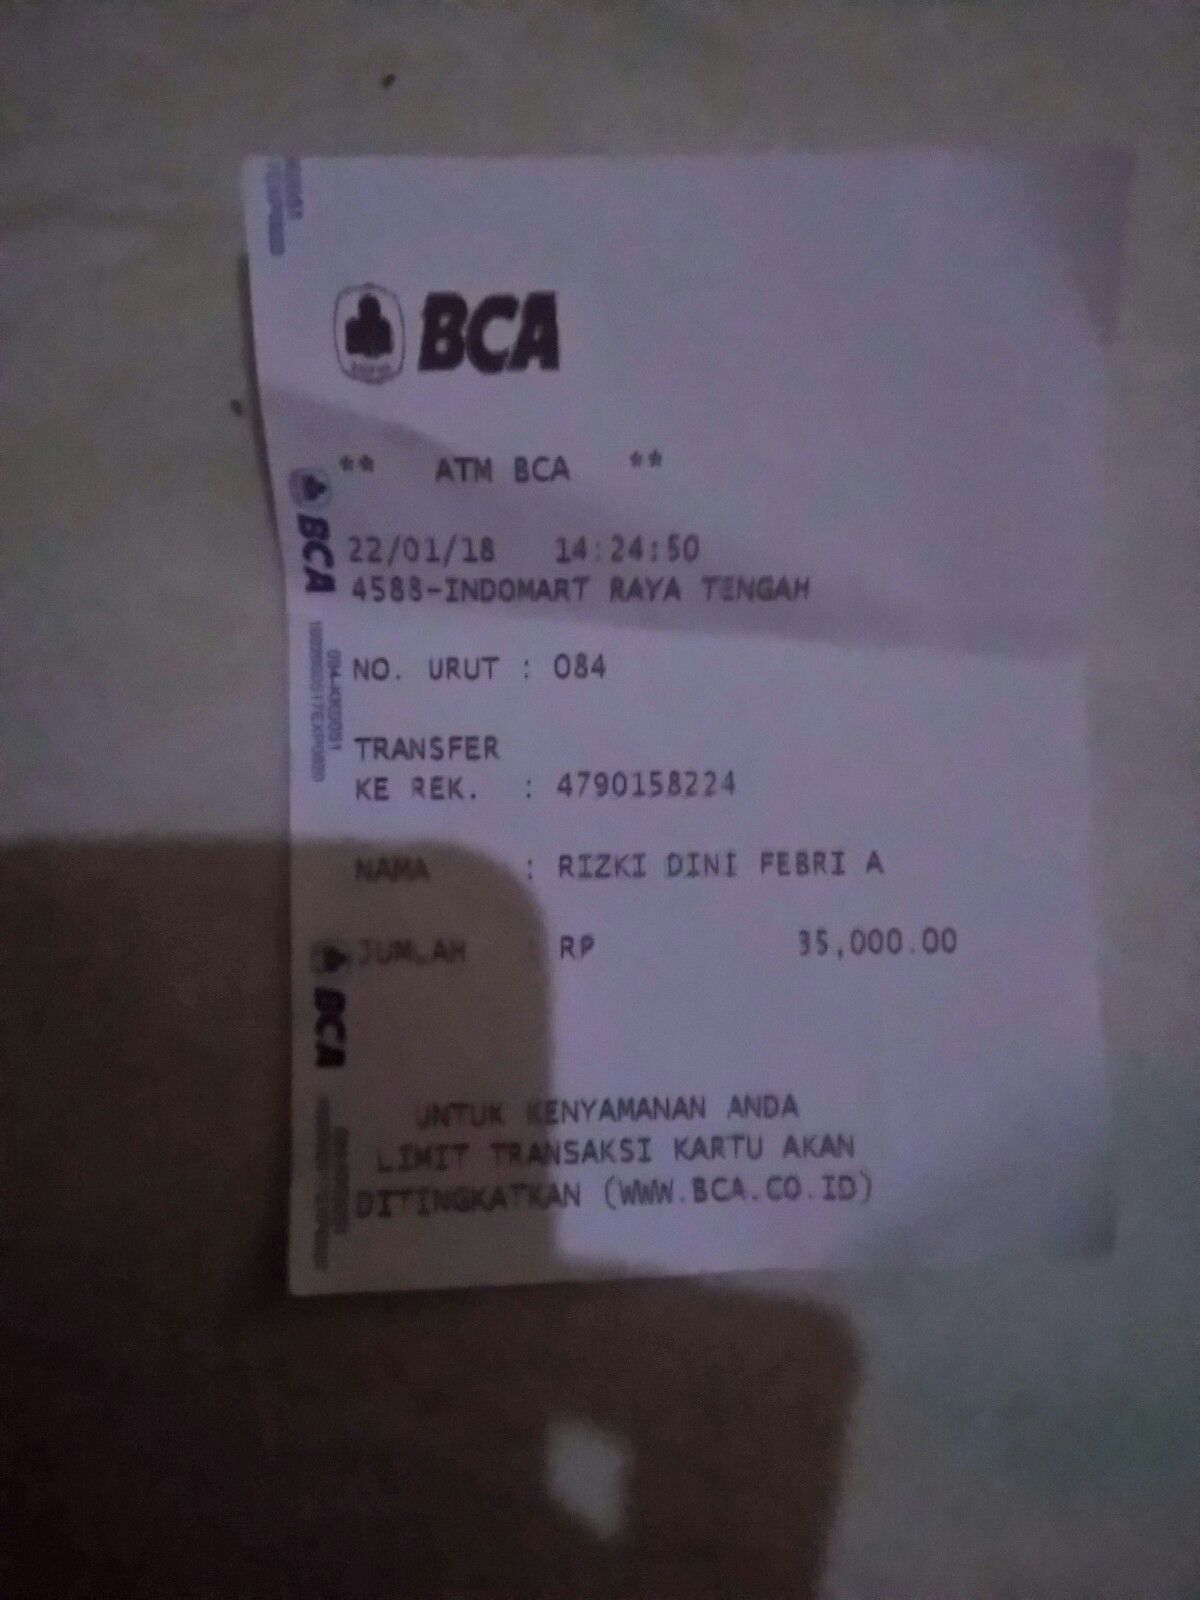 BCA
** ATM BCA **
22/01/18 14:24:50
4588-INDOMART RAYA TENGAH
NO. URUT : 084
TRANSFER
KE REK. : 4790158224
NAMA : RIZKI DINI FEBRI A
JUMLAH : RP 35,000.00
UNTUK KENYAMANAN ANDA
LIMIT TRANSAKSI KARTU AKAN
DITINGKATKAN (WWW.BCA.CO.ID)
BCA
BCA